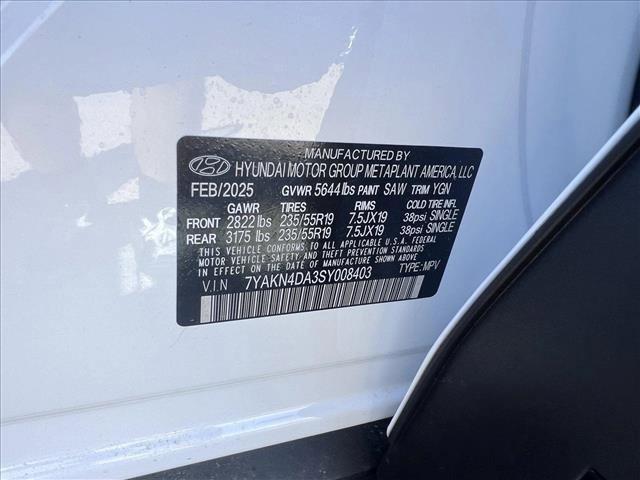 MANUFACTURED BY
HYUNDAI MOTOR GROUP METAPLANT AMERICA, LLC
FEB/2025 GVWR 5644 lbs PAINT SAW TRIM YGN
GAWR TIRES RIMS COLD TIRE INFL.
FRONT 2822 lbs 235/55R19 7.5JX19 38psi SINGLE
REAR 3175 lbs 235/55R19 7.5JX19 38psi SINGLE
THIS VEHICLE CONFORMS TO ALL APPLICABLE U.S.A. FEDERAL
MOTOR VEHICLE SAFETY AND THEFT PREVENTION STANDARDS
IN EFFECT ON THE DATE OF MANUFACTURE SHOWN ABOVE.
V.I.N 7YAKN4DA3SY008403 TYPE: MPV